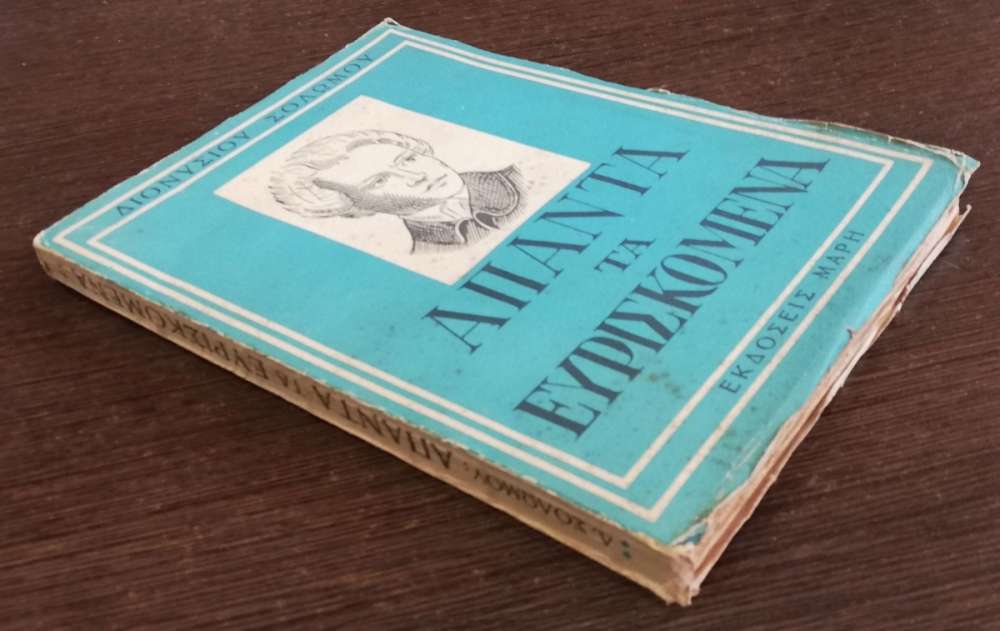 ΔΙΟΝΥΣΙΟΥ ΣΟΛΩΜΟΥ
ΑΠΑΝΤΑ
ΤΑ
ΕΥΡΙΣΚΟΜΕΝΑ
ΕΚΔΟΣΕΙΣ ΜΑΡΗ
Δ. ΣΟΛΩΜΟΥ: ΑΠΑΝΤΑ ΤΑ ΕΥΡΙΣΚΟΜΕΝΑ